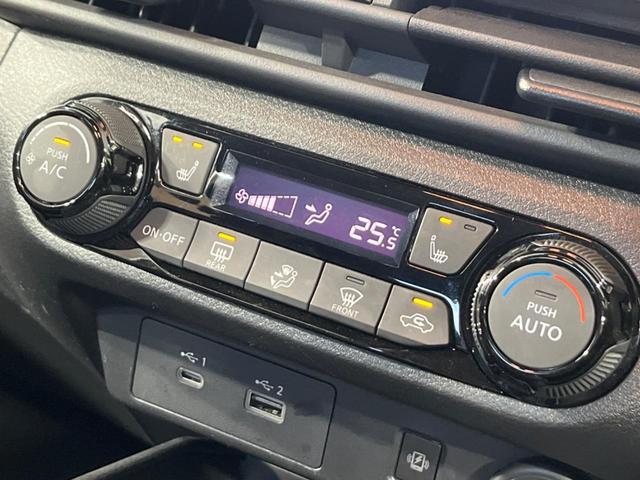 PUSH
A/C
25.5
°C
ON·OFF
REAR
FRONT
PUSH
AUTO
1
2